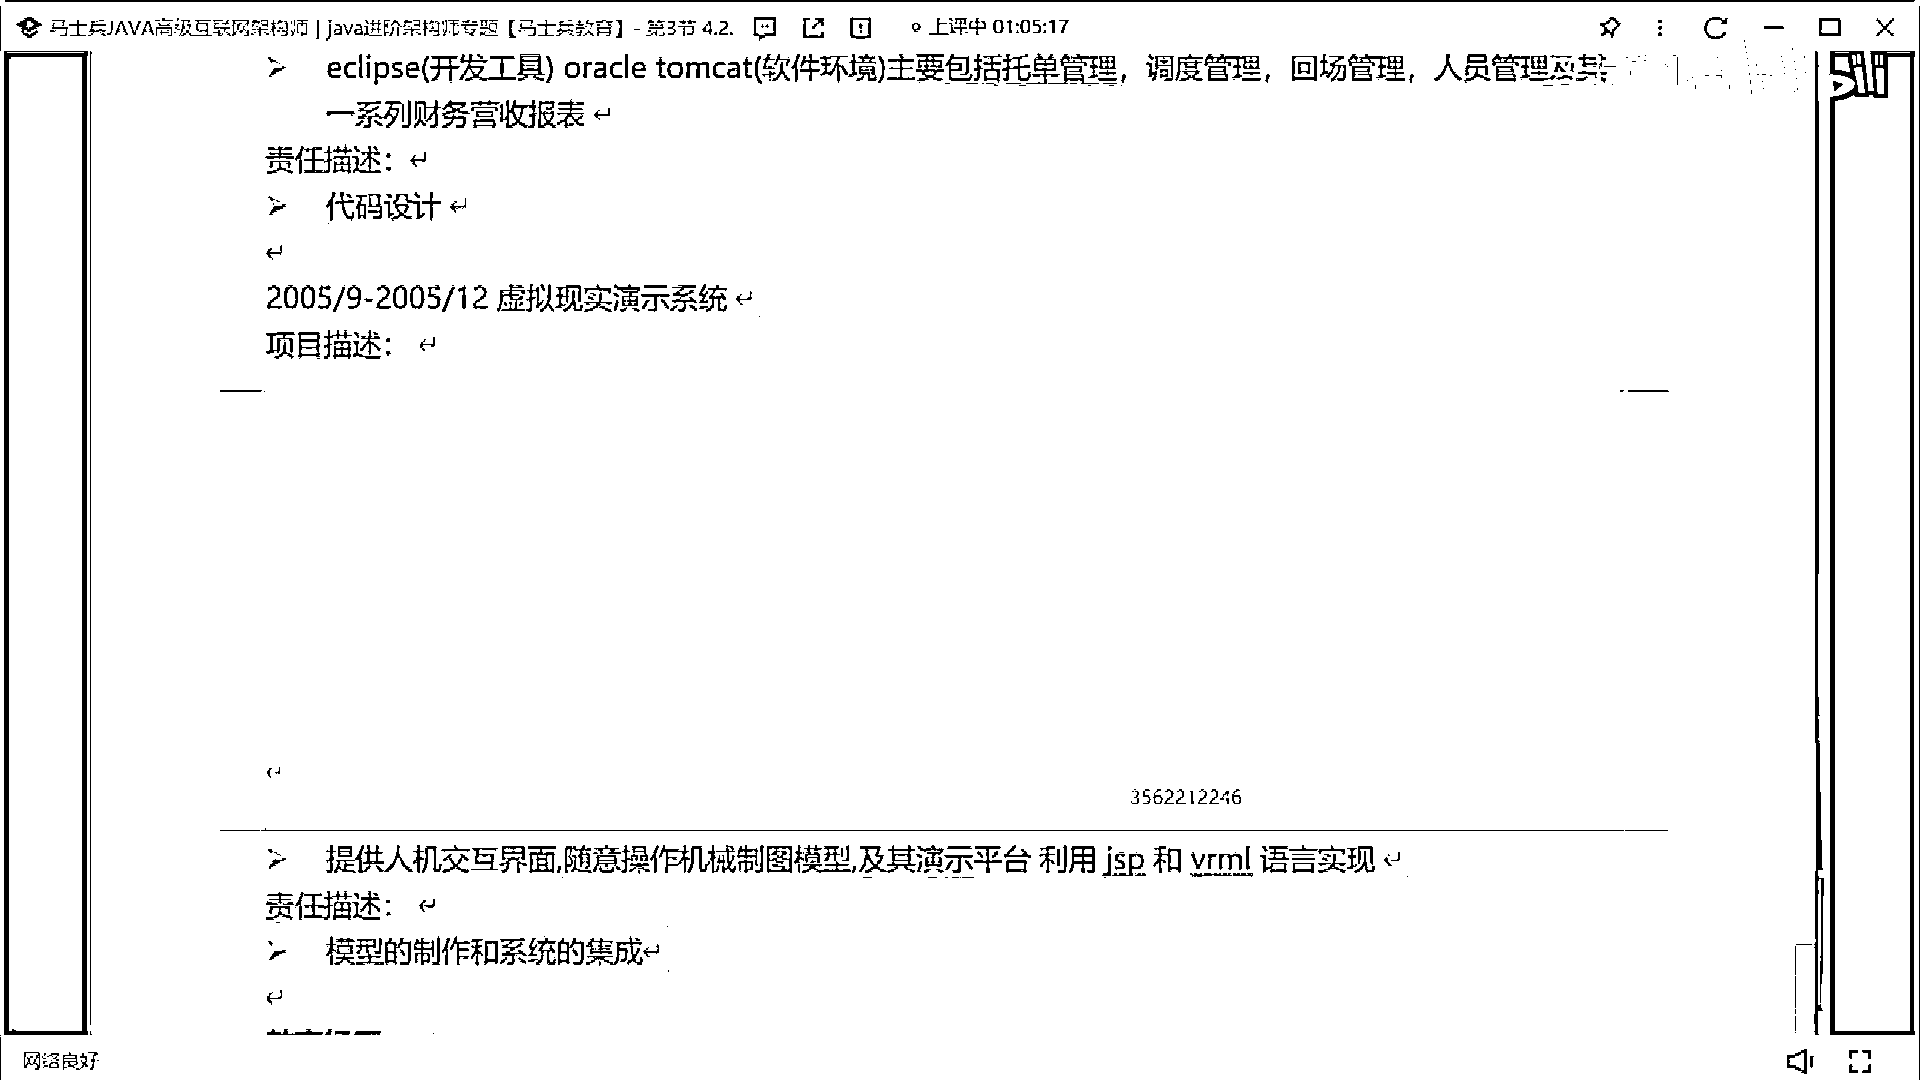 马士兵JAVA高级互联网架构师 | java进阶架构师专题【马士兵教育】- 第3节 4.2. 上课中 01:05:17
➢ eclipse(开发工具) oracle tomcat(软件环境)主要包括托单管理，调度管理，回场管理，人员管理及其
一系列财务营收报表
责任描述：
➢ 代码设计
2005/9-2005/12 虚拟现实演示系统
项目描述：
3562212246
➢ 提供人机交互界面,随意操作机械制图模型,及其演示平台 利用 jsp 和 vrml 语言实现
责任描述：
➢ 模型的制作和系统的集成
网络良好